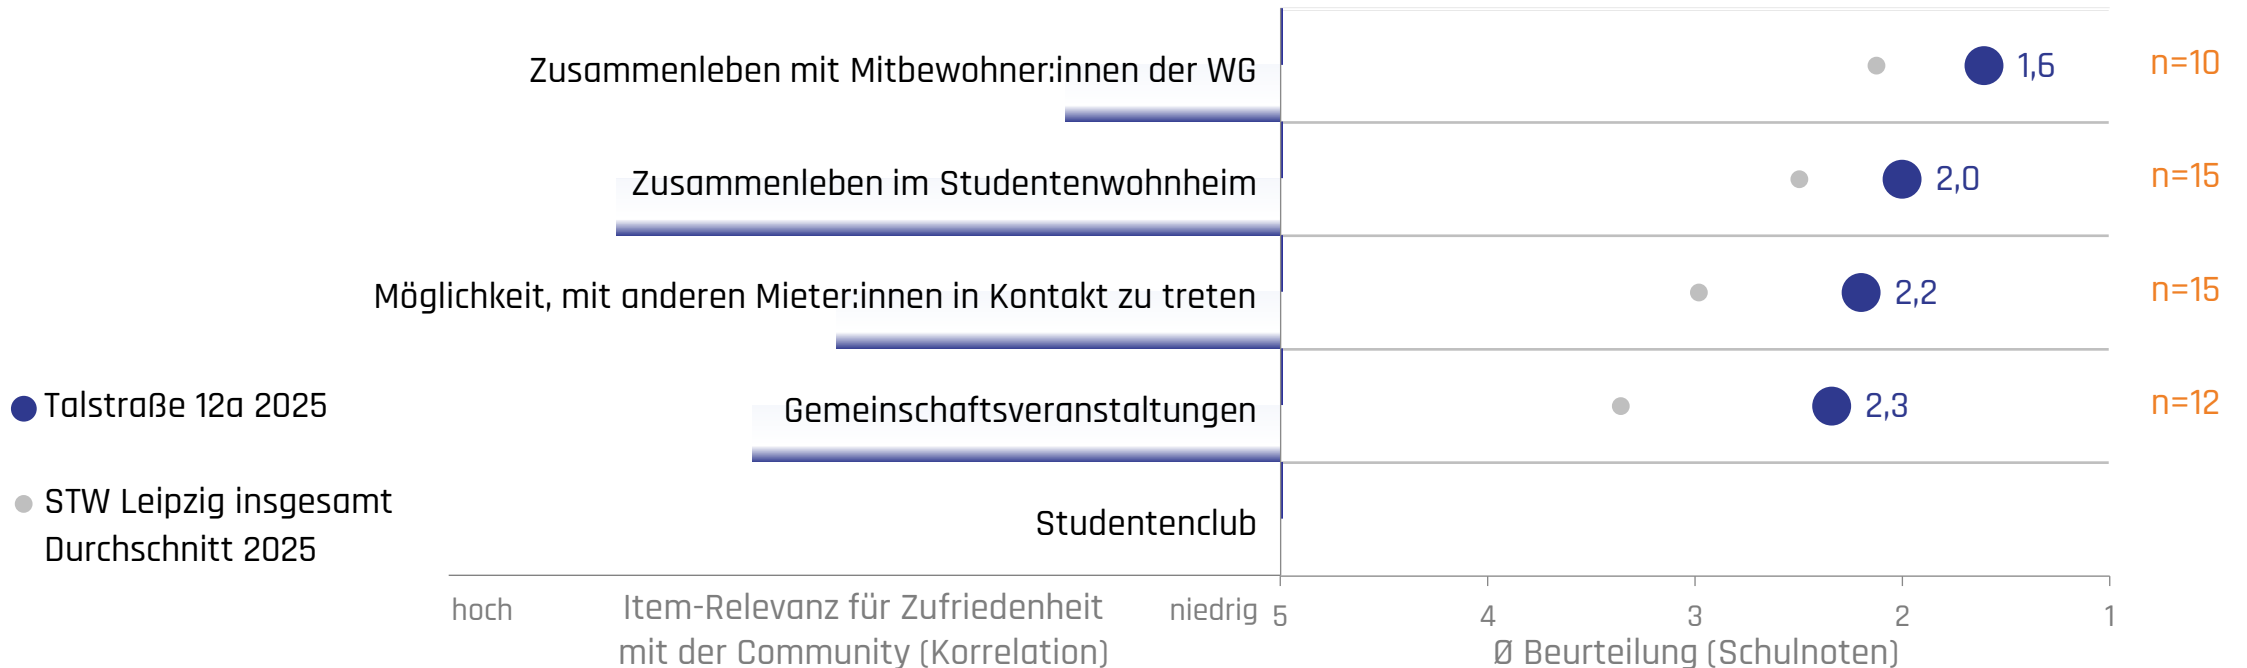 Zusammenleben mit Mitbewohner:innen der WG
1,6
n=10
Zusammenleben im Studentenwohnheim
2,0
n=15
Möglichkeit, mit anderen Mieter:innen in Kontakt zu treten
2,2
n=15
Talstraße 12a 2025
Gemeinschaftsveranstaltungen
2,3
n=12
STW Leipzig insgesamt
Durchschnitt 2025
Studentenclub
hoch
Item-Relevanz für Zufriedenheit
mit der Community (Korrelation)
niedrig
5
4
3
2
1
Ø Beurteilung (Schulnoten)